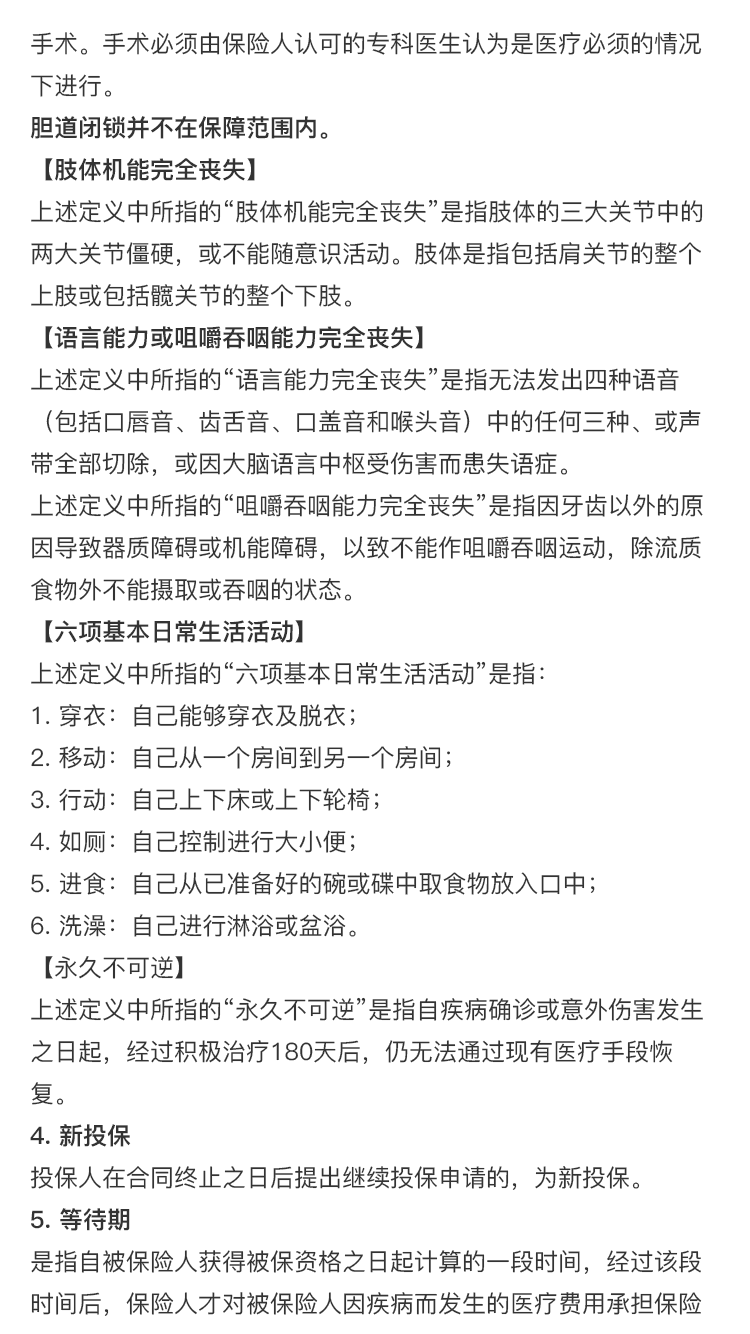 手术。手术必须由保险人认可的专科医生认为是医疗必须的情况
下进行。
胆道闭锁并不在保障范围内。
【肢体机能完全丧失】
上述定义中所指的“肢体机能完全丧失”是指肢体的三大关节中的
两大关节僵硬，或不能随意识活动。肢体是指包括肩关节的整个
上肢或包括髋关节的整个下肢。
【语言能力或咀嚼吞咽能力完全丧失】
上述定义中所指的“语言能力完全丧失”是指无法发出四种语音
（包括口唇音、齿舌音、口盖音和喉头音）中的任何三种、或声
带全部切除，或因大脑语言中枢受伤害而患失语症。
上述定义中所指的“咀嚼吞咽能力完全丧失”是指因牙齿以外的原
因导致器质障碍或机能障碍，以致不能作咀嚼吞咽运动，除流质
食物外不能摄取或吞咽的状态。
【六项基本日常生活活动】
上述定义中所指的“六项基本日常生活活动”是指：
1. 穿衣：自己能够穿衣及脱衣；
2. 移动：自己从一个房间到另一个房间；
3. 行动：自己上下床或上下轮椅；
4. 如厕：自己控制进行大小便；
5. 进食：自己从已准备好的碗或碟中取食物放入口中；
6. 洗澡：自己进行淋浴或盆浴。
【永久不可逆】
上述定义中所指的“永久不可逆”是指自疾病确诊或意外伤害发生
之日起，经过积极治疗180天后，仍无法通过现有医疗手段恢
复。
4. 新投保
投保人在合同终止之日后提出继续投保申请的，为新投保。
5. 等待期
是指自被保险人获得被保资格之日起计算的一段时间，经过该段
时间后，保险人才对被保险人因疾病而发生的医疗费用承担保险